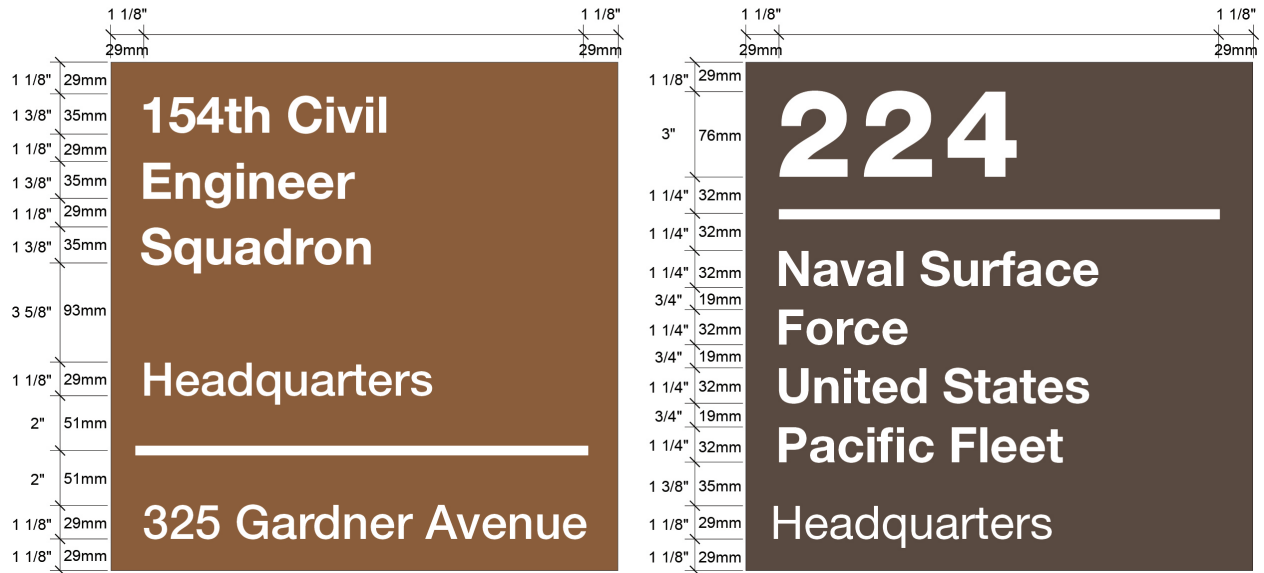 1 1/8" 1 1/8"
29mm 29mm
1 1/8" 29mm
1 3/8" 35mm
1 1/8" 29mm
1 3/8" 35mm
1 1/8" 29mm
1 3/8" 35mm
3 5/8" 93mm
1 1/8" 29mm
2" 51mm
2" 51mm
1 1/8" 29mm
1 1/8" 29mm
154th Civil
Engineer
Squadron
Headquarters
325 Gardner Avenue
1 1/8" 1 1/8"
29mm 29mm
1 1/8" 29mm
3" 76mm
1 1/4" 32mm
1 1/4" 32mm
1 1/4" 32mm
3/4" 19mm
1 1/4" 32mm
3/4" 19mm
1 1/4" 32mm
3/4" 19mm
1 1/4" 32mm
1 3/8" 35mm
1 1/8" 29mm
1 1/8" 29mm
224
Naval Surface
Force
United States
Pacific Fleet
Headquarters